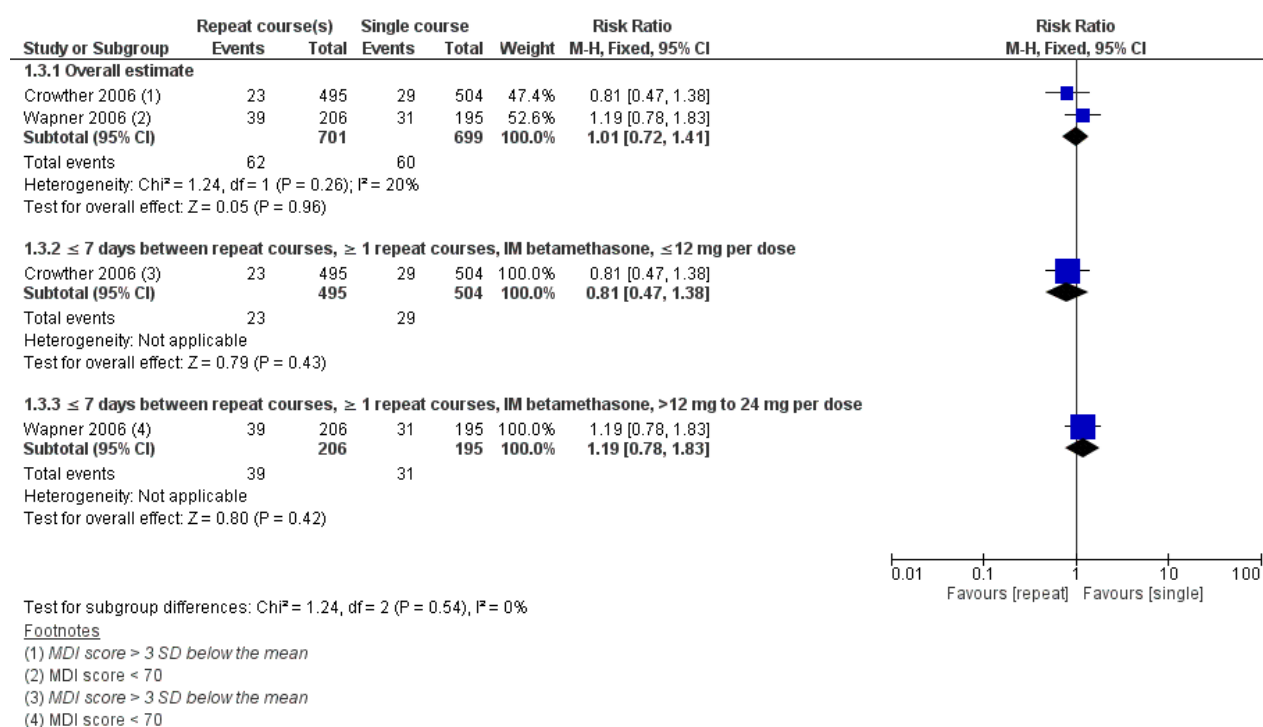 Repeat course(s) Single course Risk Ratio Risk Ratio
Study or Subgroup Events Total Events Total Weight M-H, Fixed, 95% CI M-H, Fixed, 95% CI
1.3.1 Overall estimate
Crowther 2006 (1) 23 495 29 504 47.4% 0.81 [0.47, 1.38]
Wapner 2006 (2) 39 206 31 195 52.6% 1.19 [0.78, 1.83]
Subtotal (95% CI) 701 699 100.0% 1.01 [0.72, 1.41]
Total events 62 60
Heterogeneity: Chi² = 1.24, df = 1 (P = 0.26); I² = 20%
Test for overall effect: Z = 0.05 (P = 0.96)
1.3.2 ≤ 7 days between repeat courses, ≥ 1 repeat courses, IM betamethasone, ≤12 mg per dose
Crowther 2006 (3) 23 495 29 504 100.0% 0.81 [0.47, 1.38]
Subtotal (95% CI) 495 504 100.0% 0.81 [0.47, 1.38]
Total events 23 29
Heterogeneity: Not applicable
Test for overall effect: Z = 0.79 (P = 0.43)
1.3.3 ≤ 7 days between repeat courses, ≥ 1 repeat courses, IM betamethasone, >12 mg to 24 mg per dose
Wapner 2006 (4) 39 206 31 195 100.0% 1.19 [0.78, 1.83]
Subtotal (95% CI) 206 195 100.0% 1.19 [0.78, 1.83]
Total events 39 31
Heterogeneity: Not applicable
Test for overall effect: Z = 0.80 (P = 0.42)
0.01 0.1 1 10 100
Favours [repeat] Favours [single]
Test for subgroup differences: Chi² = 1.24, df = 2 (P = 0.54), I² = 0%
Footnotes
(1) MDI score > 3 SD below the mean
(2) MDI score < 70
(3) MDI score > 3 SD below the mean
(4) MDI score < 70